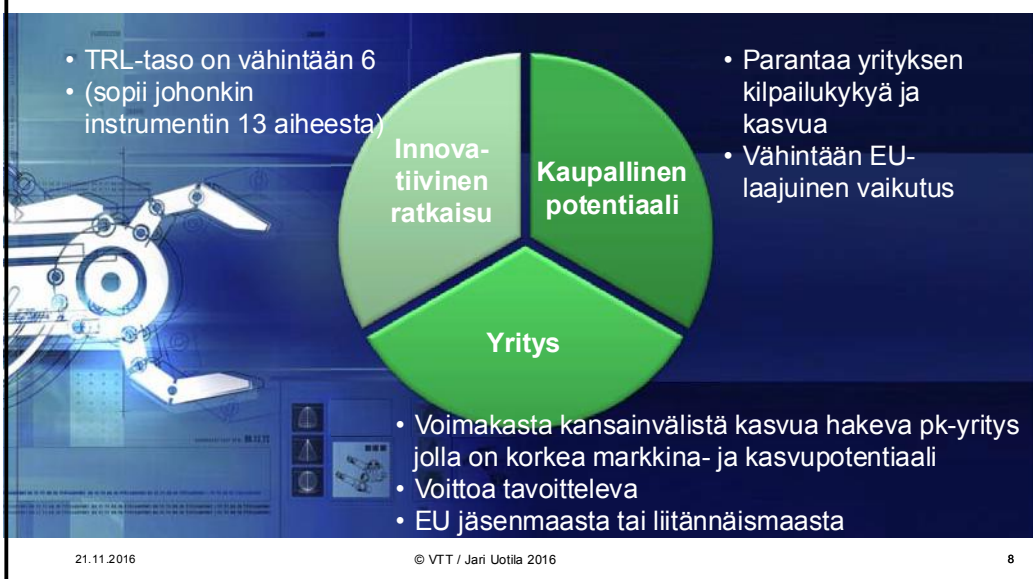 • TRL-taso on vähintään 6
• (sopii johonkin
instrumentin 13 aiheesta)
Innova-
tiivinen
ratkaisu
Kaupallinen
potentiaali
• Parantaa yrityksen
kilpailukykyä ja
kasvua
• Vähintään EU-
laajuinen vaikutus
Yritys
• Voimakasta kansainvälistä kasvua hakeva pk-yritys
jolla on korkea markkina- ja kasvupotentiaali
• Voittoa tavoitteleva
• EU jäsenmaasta tai liitännäismaasta
21.11.2016
© VTT / Jari Uotila 2016
8